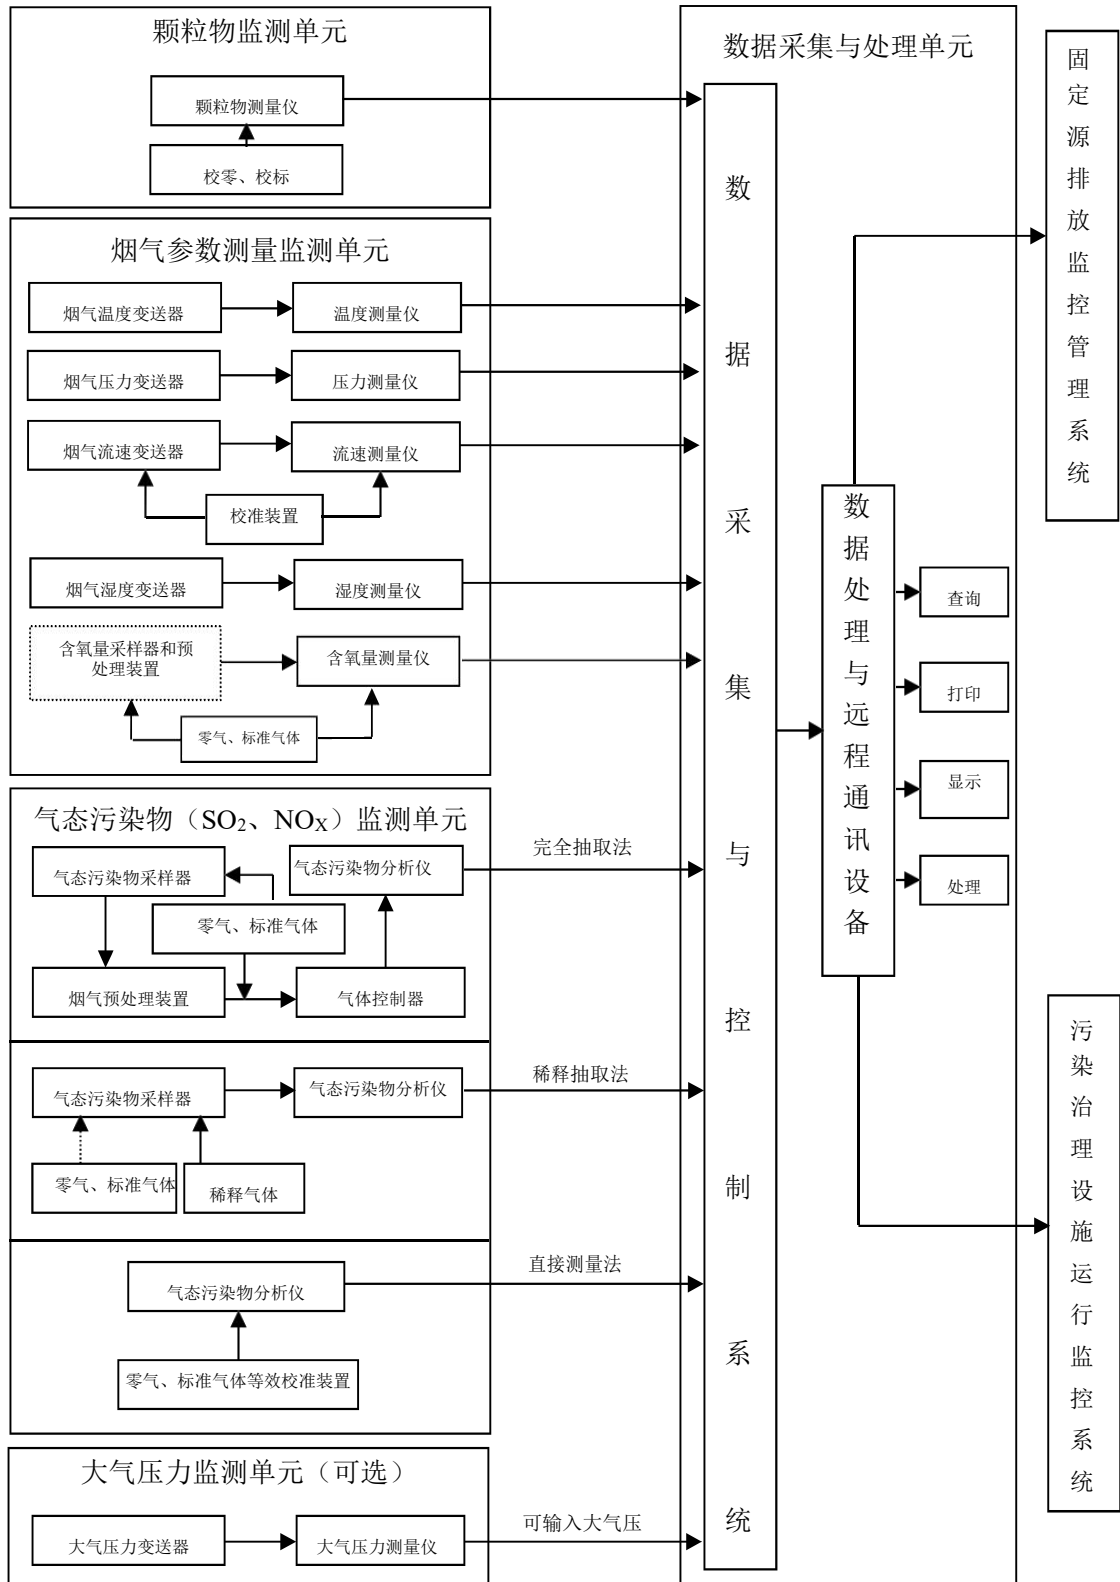 颗粒物监测单元
颗粒物测量仪
校零、校标
烟气参数测量监测单元
烟气温度变送器
温度测量仪
烟气压力变送器
压力测量仪
烟气流速变送器
流速测量仪
校准装置
烟气湿度变送器
湿度测量仪
含氧量采样器和预
处理装置
含氧量测量仪
零气、标准气体
气态污染物（SO₂、NOX）监测单元
气态污染物采样器
气态污染物分析仪
零气、标准气体
烟气预处理装置
气体控制器
完全抽取法
气态污染物采样器
气态污染物分析仪
零气、标准气体
稀释气体
稀释抽取法
气态污染物分析仪
零气、标准气体等效校准装置
直接测量法
大气压力监测单元（可选）
大气压力变送器
大气压力测量仪
可输入大气压
数据采集与处理单元
数据采集与控制系统
数据处理与远程通讯设备
查询
打印
显示
处理
固定源排放监控管理系统
污染治理设施运行监控系统